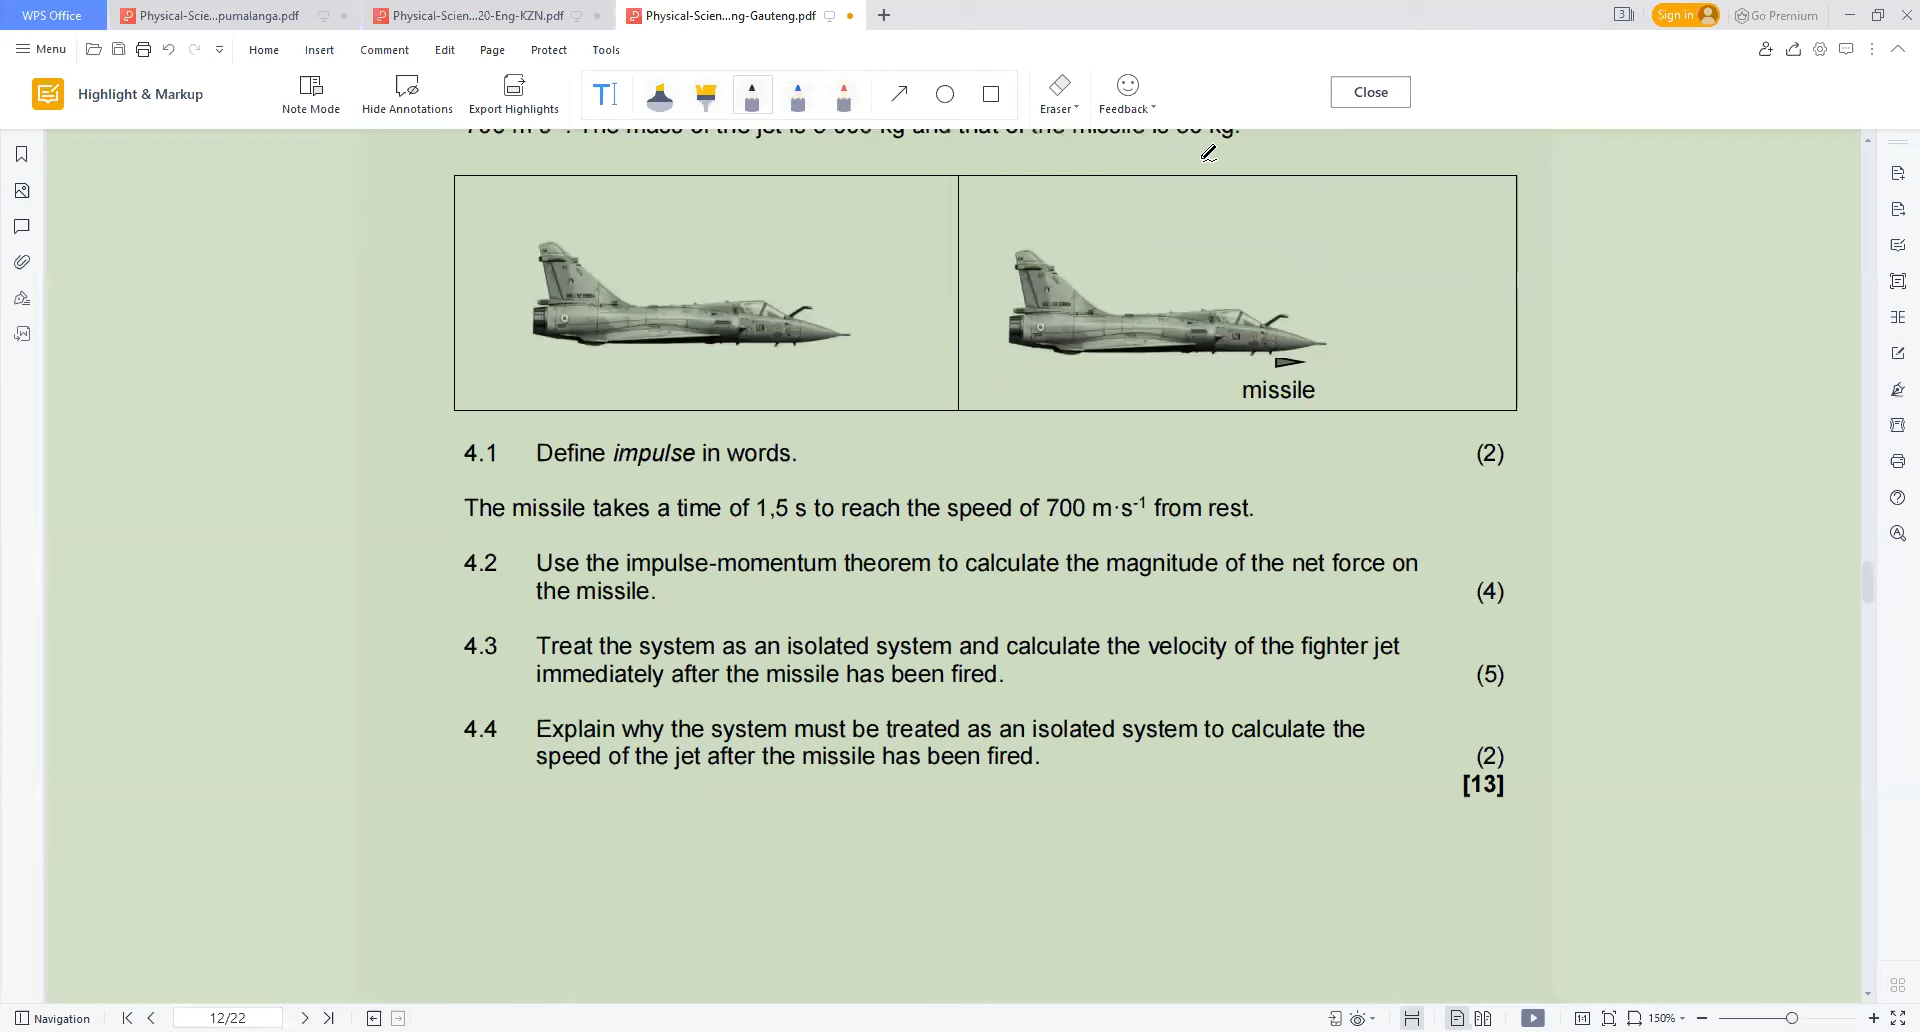 WPS Office Physical-Scie...purnalanga.pdf Physical-Scien...20-Eng-KZN.pdf Physical-Scien...ng-Gauteng.pdf 3 Sign in Go Premium
Menu Home Insert Comment Edit Page Protect Tools
Highlight & Markup Note Mode Hide Annotations Export Highlights T Eraser Feedback Close
missile
4.1 Define impulse in words. (2)
The missile takes a time of 1,5 s to reach the speed of 700 m·s⁻¹ from rest.
4.2 Use the impulse-momentum theorem to calculate the magnitude of the net force on
the missile. (4)
4.3 Treat the system as an isolated system and calculate the velocity of the fighter jet
immediately after the missile has been fired. (5)
4.4 Explain why the system must be treated as an isolated system to calculate the
speed of the jet after the missile has been fired. (2)
[13]
Navigation 12/22 150%